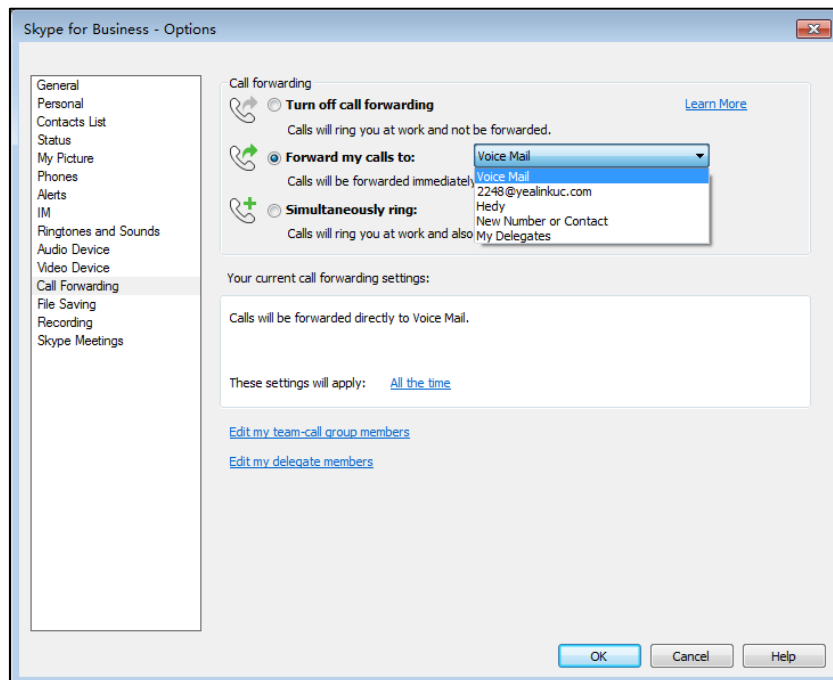 Skype for Business - Options
General
Personal
Contacts List
Status
My Picture
Phones
Alerts
IM
Ringtones and Sounds
Audio Device
Video Device
Call Forwarding
File Saving
Recording
Skype Meetings
Call forwarding
Turn off call forwarding
Learn More
Calls will ring you at work and not be forwarded.
Forward my calls to:
Voice Mail
Calls will be forwarded immediately
Voice Mail
2248@yealinkuc.com
Hedy
New Number or Contact
My Delegates
Simultaneously ring:
Calls will ring you at work and also
Your current call forwarding settings:
Calls will be forwarded directly to Voice Mail.
These settings will apply: All the time
Edit my team-call group members
Edit my delegate members
OK
Cancel
Help